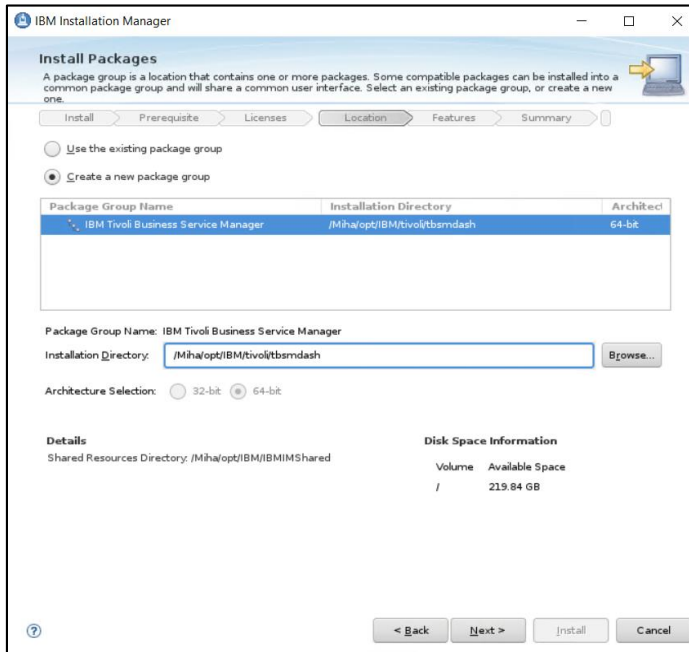 IBM Installation Manager
Install Packages
A package group is a location that contains one or more packages. Some compatible packages can be installed into a
common package group and will share a common user interface. Select an existing package group, or create a new
one.
Install Prerequisite Licenses Location Features Summary
Use the existing package group
Create a new package group
Package Group Name Installation Directory Architect
IBM Tivoli Business Service Manager /Miha/opt/IBM/tivoli/tbsmdash 64-bit
Package Group Name: IBM Tivoli Business Service Manager
Installation Directory: /Miha/opt/IBM/tivoli/tbsmdash Browse...
Architecture Selection: 32-bit 64-bit
Details Disk Space Information
Shared Resources Directory: /Miha/opt/IBM/IBMIMShared
Volume Available Space
/ 219.84 GB
? < Back Next > Install Cancel